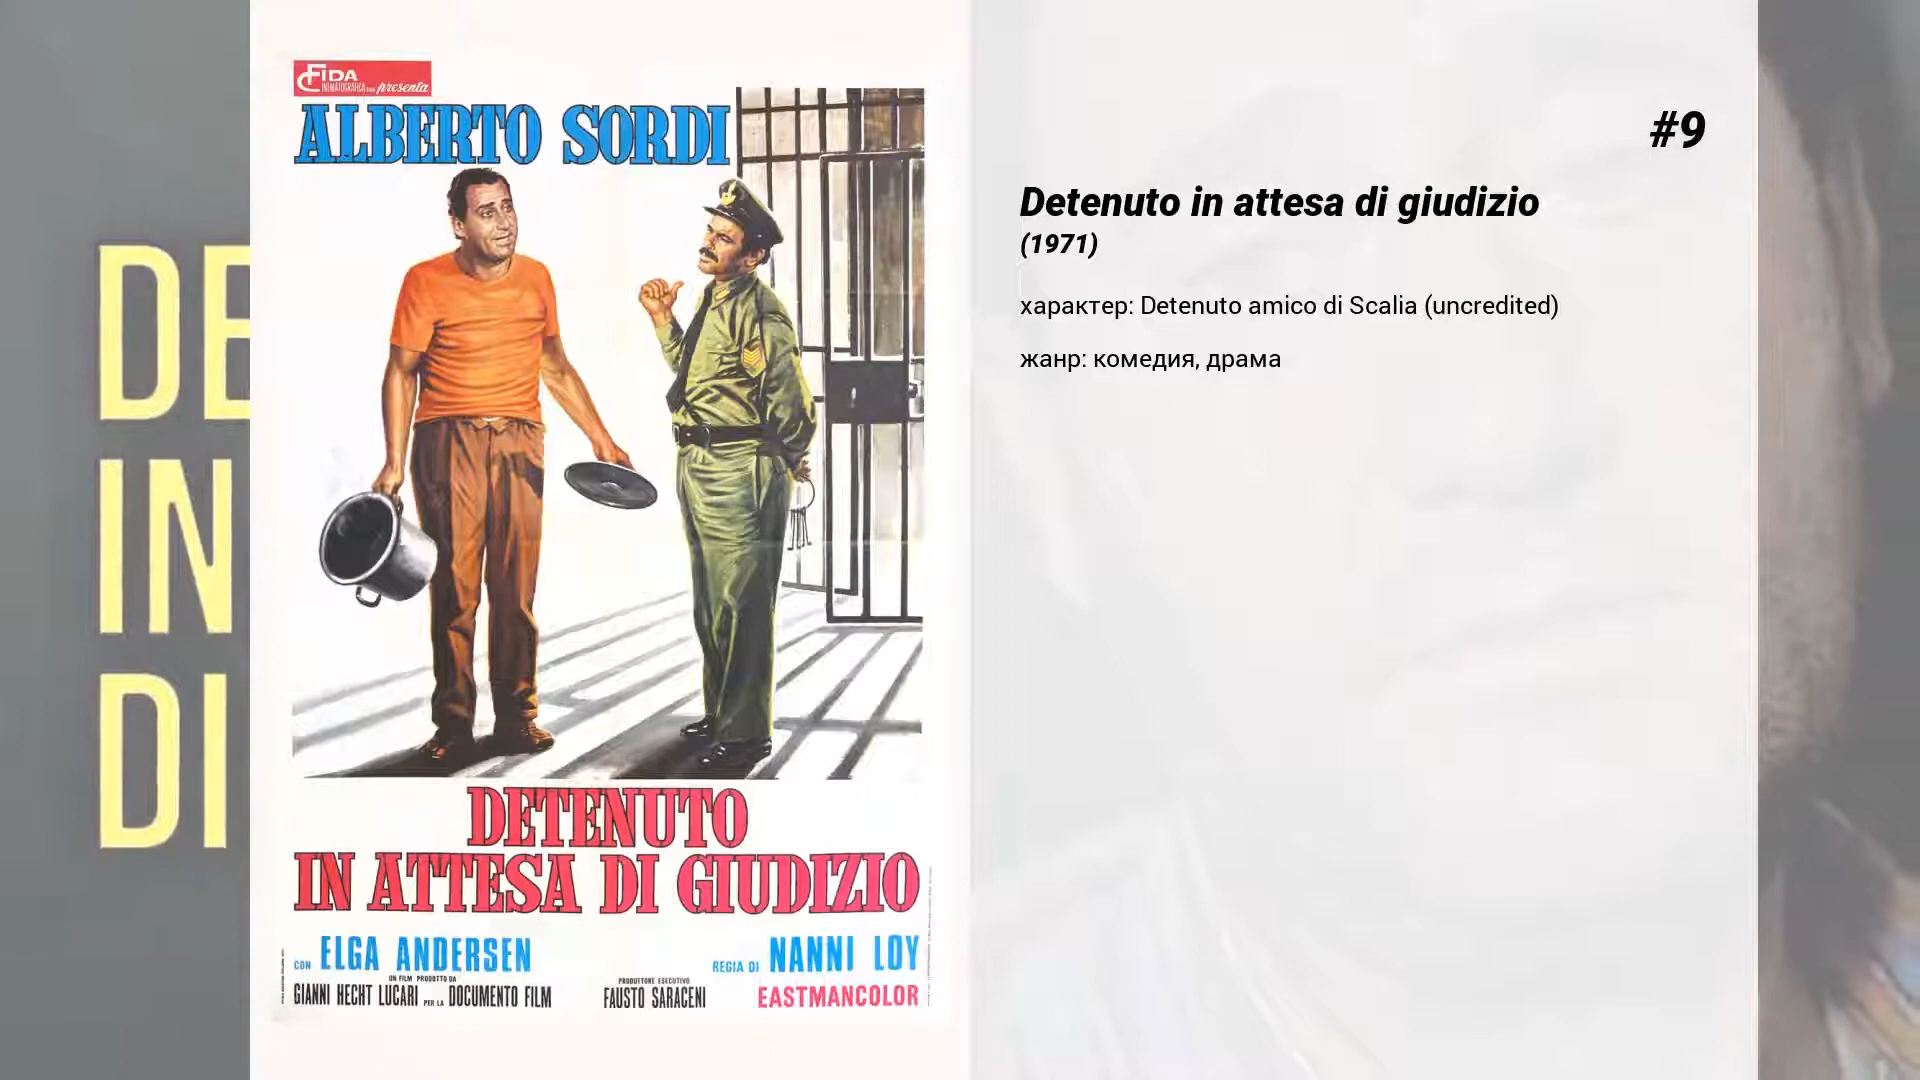 DE
IN
DI
FIDA
CINEMATOGRAFICA presenta
ALBERTO SORDI
DETENUTO
IN ATTESA DI GIUDIZIO
CON ELGA ANDERSEN
REGIA DI NANNI LOY
UN FILM PRODOTTO DA
GIANNI HECHT LUCARI PER LA DOCUMENTO FILM
PRODUTTORE ESECUTIVO
FAUSTO SARACENI
EASTMANCOLOR
#9
Detenuto in attesa di giudizio
(1971)
характер: Detenuto amico di Scalia (uncredited)
жанр: комедия, драма